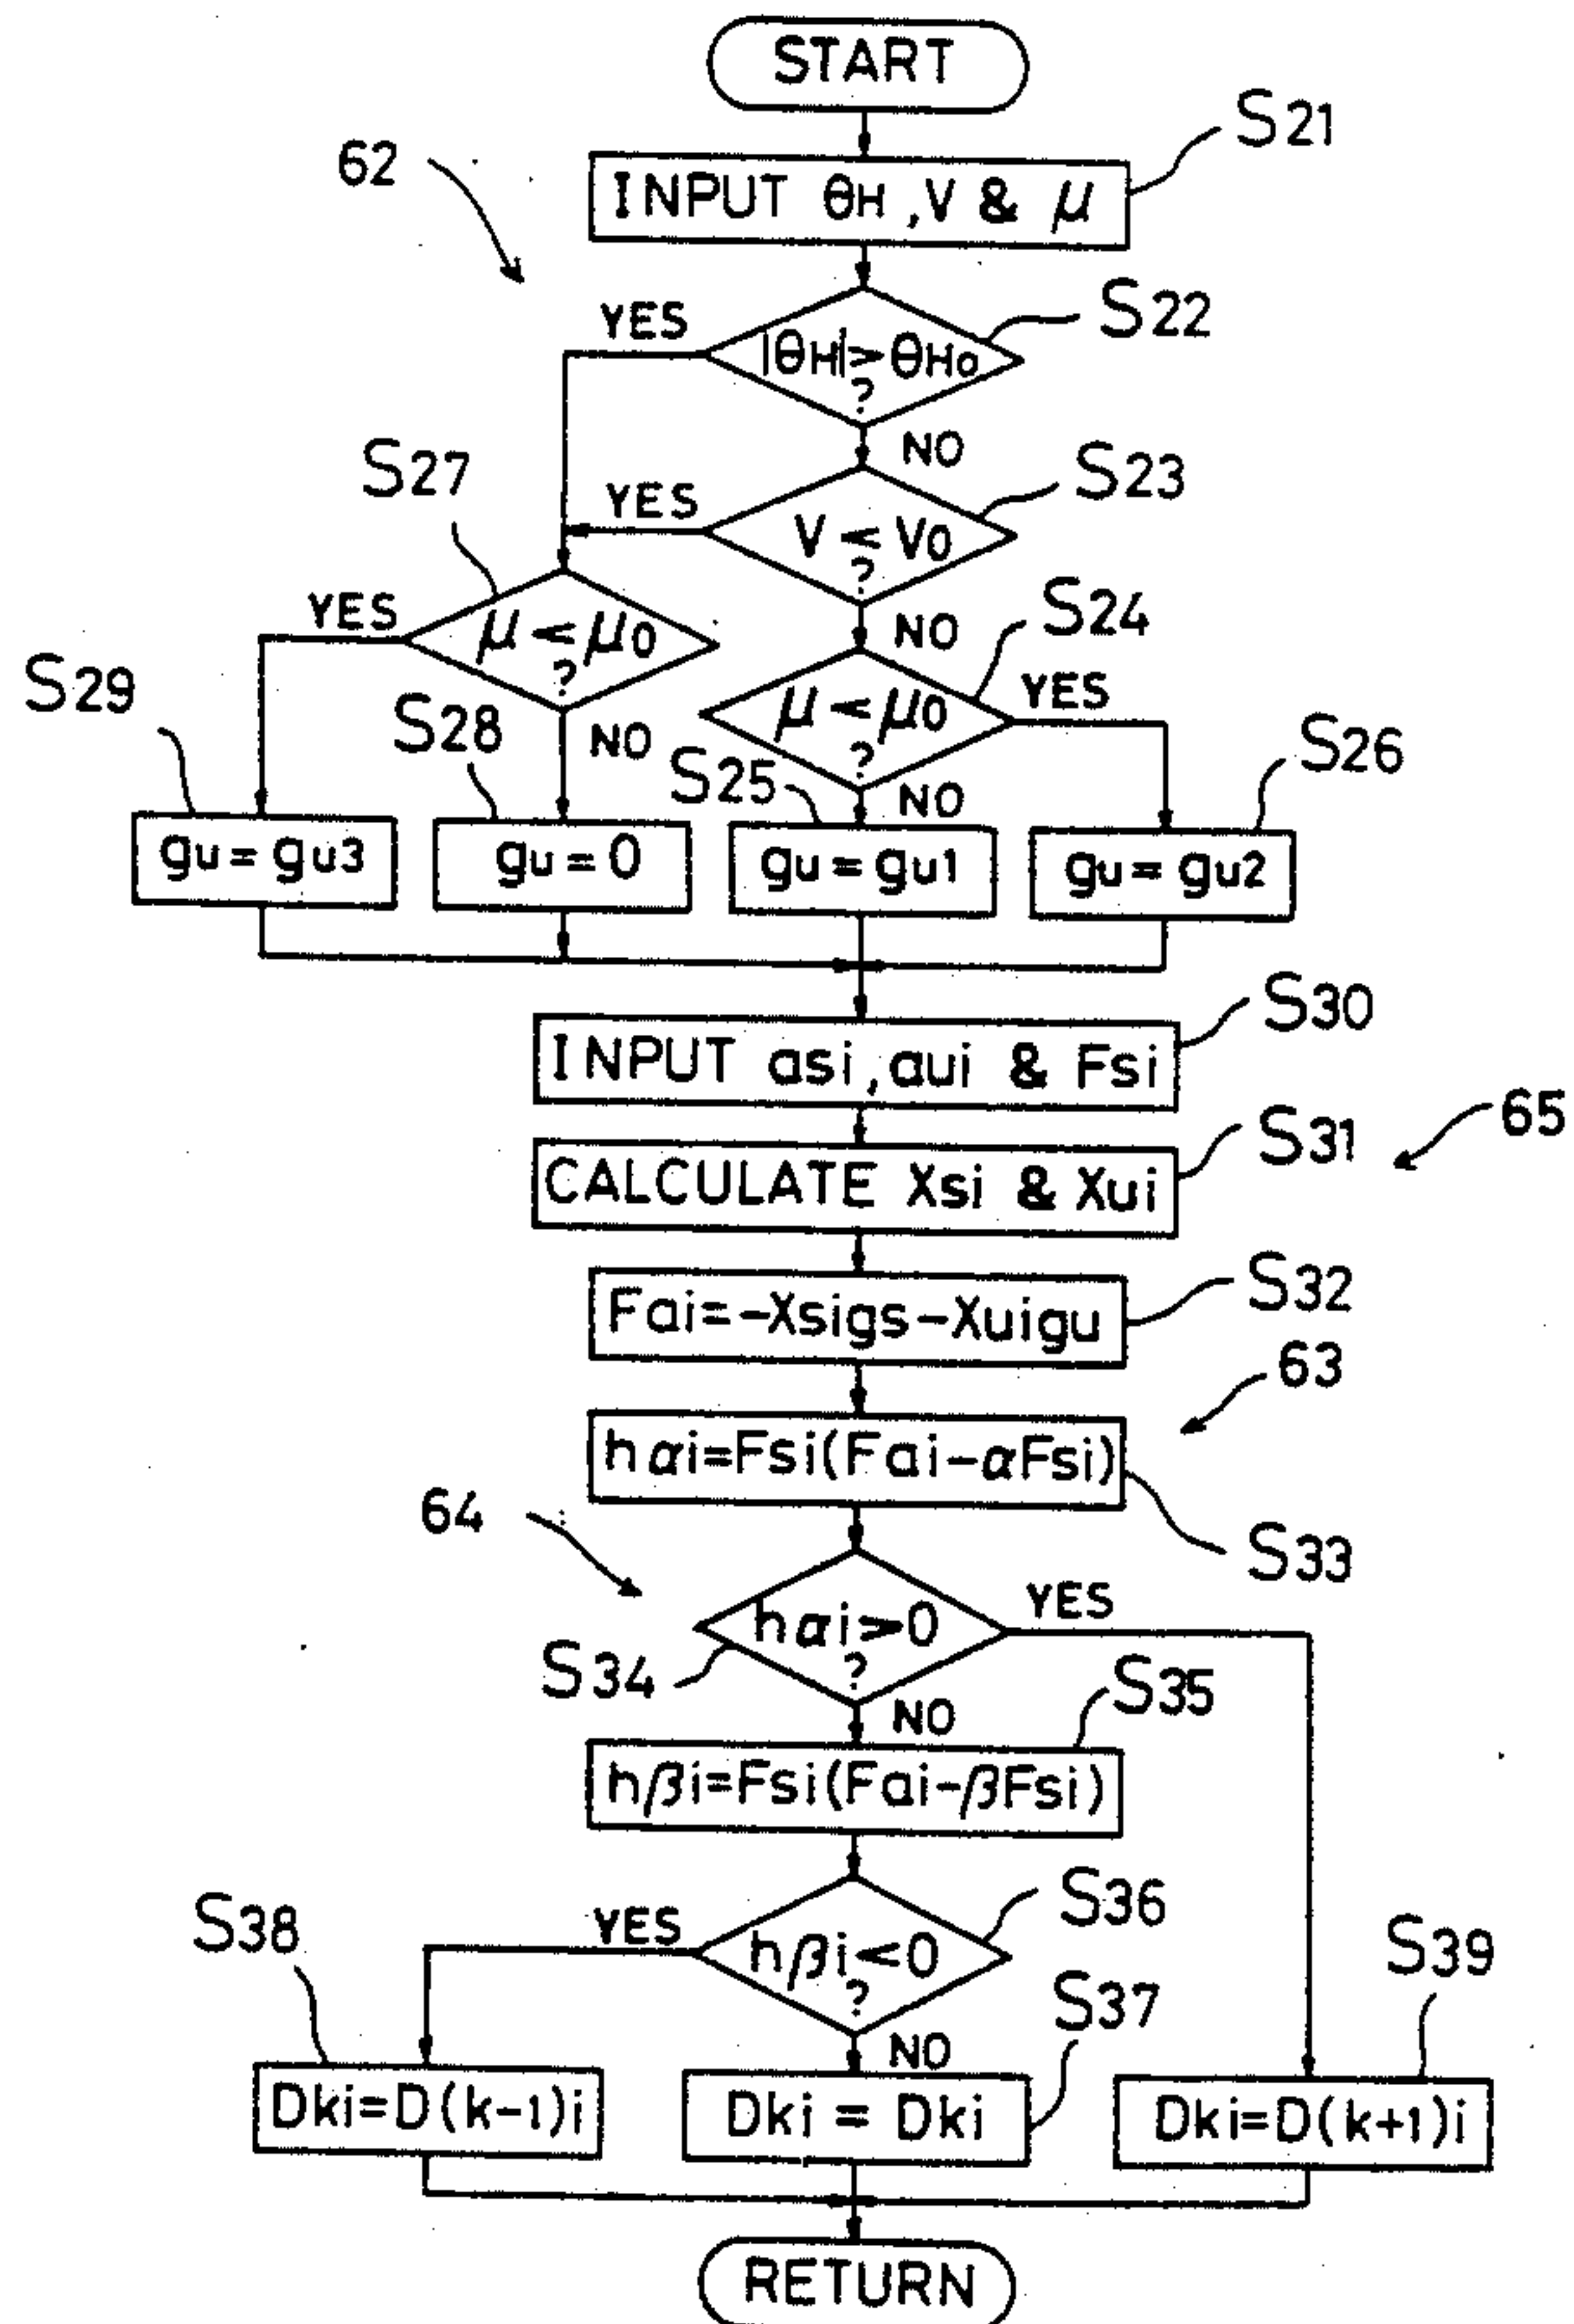 START
S21
62
INPUT θH ,V & μ
S22
YES
|θH|>θHo
?
NO
S27
S23
YES
V<Vo
?
NO
S24
YES
μ<μo
?
YES
μ<μo
?
S29
S28
NO
S25
NO
S26
gu=gu3
gu=0
gu=gu1
gu=gu2
S30
INPUT asi,aui & Fsi
65
S31
CALCULATE Xsi & Xui
S32
Fai=-Xsigs-Xuigu
63
hαi=Fsi(Fai-αFsi)
64
S33
YES
hαi>0
?
S34
S35
NO
hβi=Fsi(Fai-βFsi)
S38
S36
YES
hβi<0
?
S39
S37
NO
Dki=D(k-1)i
Dki = Dki
Dki=D(k+1)i
RETURN